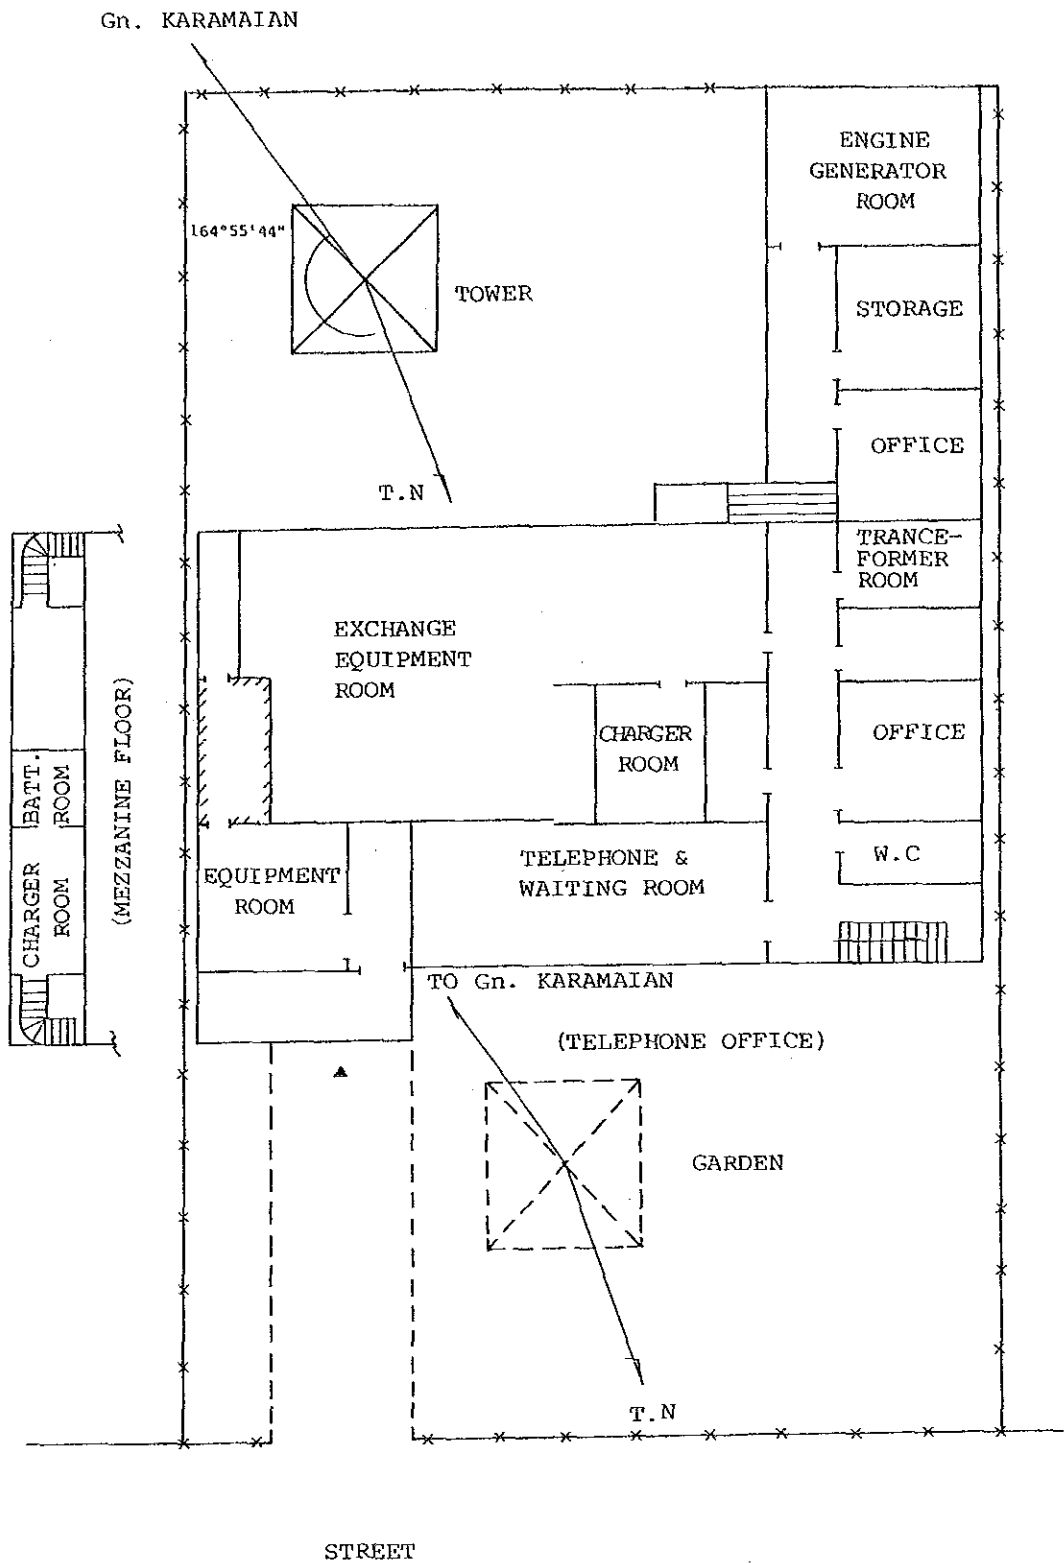 Gn. KARAMAIAN
ENGINE
GENERATOR
ROOM
164°55'44"
TOWER
STORAGE
OFFICE
T.N
TRANCE-
FORMER
ROOM
EXCHANGE
EQUIPMENT
ROOM
(MEZZANINE FLOOR)
BATT.
ROOM
CHARGER
ROOM
CHARGER
ROOM
OFFICE
EQUIPMENT
ROOM
TELEPHONE &
WAITING ROOM
W.C
TO Gn. KARAMAIAN
(TELEPHONE OFFICE)
GARDEN
T.N
STREET